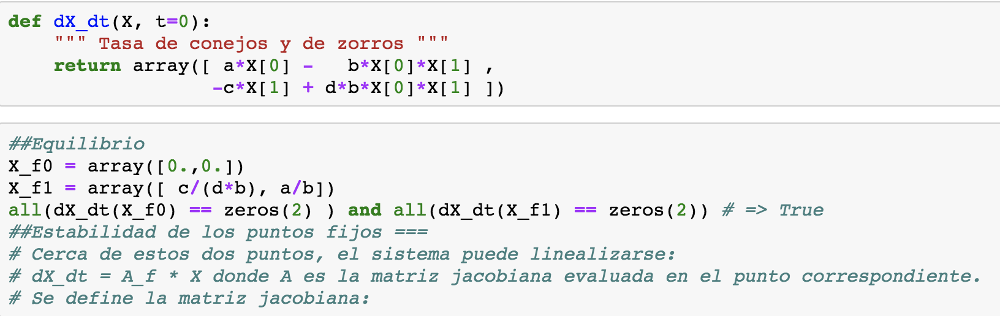 def dX_dt(X, t=0):
    """ Tasa de conejos y de zorros """
    return array([ a*X[0] -   b*X[0]*X[1] ,
                  -c*X[1] + d*b*X[0]*X[1] ])
##Equilibrio
X_f0 = array([0.,0.])
X_f1 = array([ c/(d*b), a/b])
all(dX_dt(X_f0) == zeros(2) ) and all(dX_dt(X_f1) == zeros(2)) # => True
##Estabilidad de los puntos fijos ===
# Cerca de estos dos puntos, el sistema puede linealizarse:
# dX_dt = A_f * X donde A es la matriz jacobiana evaluada en el punto correspondiente.
# Se define la matriz jacobiana: